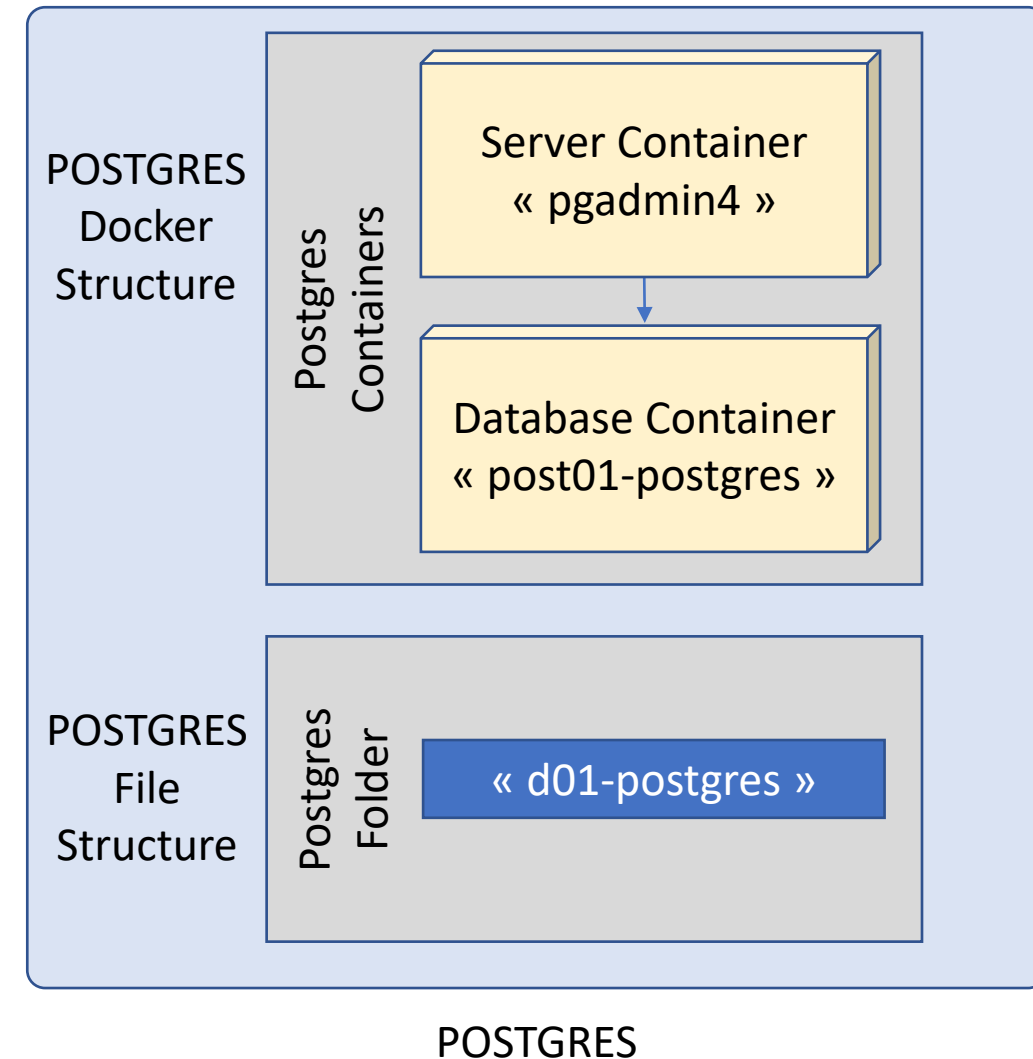 POSTGRES
Docker
Structure
Postgres
Containers
Server Container
« pgadmin4 »
Database Container
« post01-postgres »
POSTGRES
File
Structure
Postgres
Folder
« d01-postgres »
POSTGRES